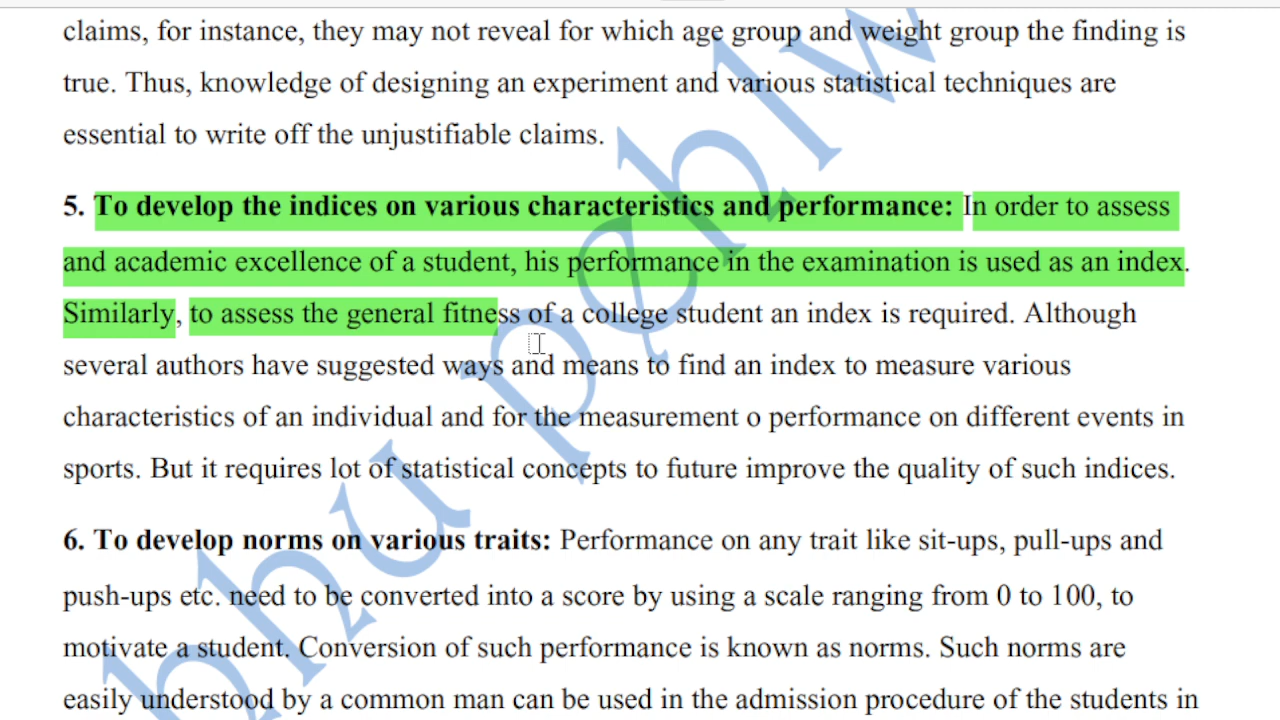 claims, for instance, they may not reveal for which age group and weight group the finding is
true. Thus, knowledge of designing an experiment and various statistical techniques are
essential to write off the unjustifiable claims.
5. To develop the indices on various characteristics and performance: In order to assess
and academic excellence of a student, his performance in the examination is used as an index.
Similarly, to assess the general fitness of a college student an index is required. Although
several authors have suggested ways and means to find an index to measure various
characteristics of an individual and for the measurement o performance on different events in
sports. But it requires lot of statistical concepts to future improve the quality of such indices.
6. To develop norms on various traits: Performance on any trait like sit-ups, pull-ups and
push-ups etc. need to be converted into a score by using a scale ranging from 0 to 100, to
motivate a student. Conversion of such performance is known as norms. Such norms are
easily understood by a common man can be used in the admission procedure of the students in